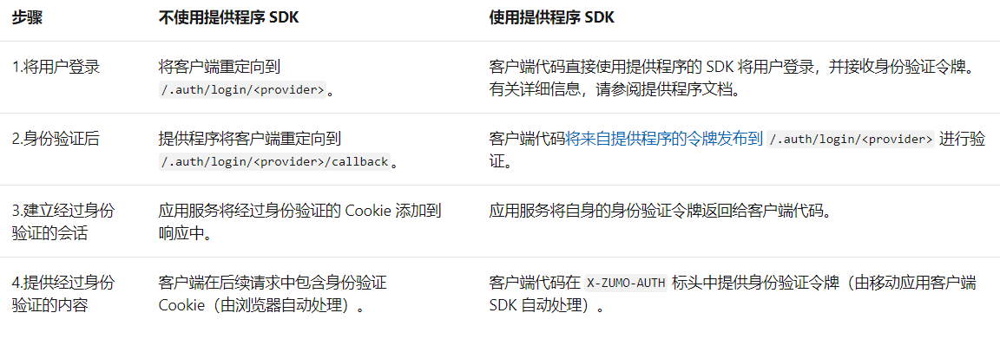 步骤 不使用提供程序 SDK 使用提供程序 SDK
1.将用户登录 将客户端重定向到 /.auth/login/<provider>。 客户端代码直接使用提供程序的 SDK 将用户登录，并接收身份验证令牌。有关详细信息，请参阅提供程序文档。
2.身份验证后 提供程序将客户端重定向到 /.auth/login/<provider>/callback。 客户端代码将来自提供程序的令牌发布到 /.auth/login/<provider> 进行验证。
3.建立经过身份验证的会话 应用服务将经过身份验证的 Cookie 添加到响应中。 应用服务将自身的身份验证令牌返回给客户端代码。
4.提供经过身份验证的内容 客户端在后续请求中包含身份验证 Cookie（由浏览器自动处理）。 客户端代码在 X-ZUMO-AUTH 标头中提供身份验证令牌（由移动应用客户端 SDK 自动处理）。